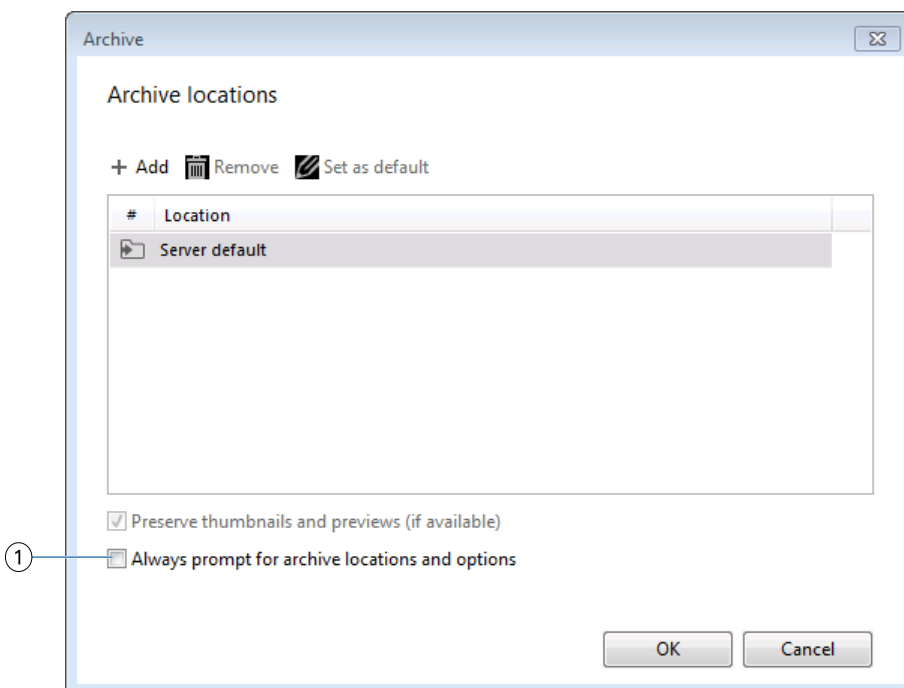 Archive
Archive locations
+ Add Remove Set as default
# Location
Server default
Preserve thumbnails and previews (if available)
1 Always prompt for archive locations and options
OK Cancel